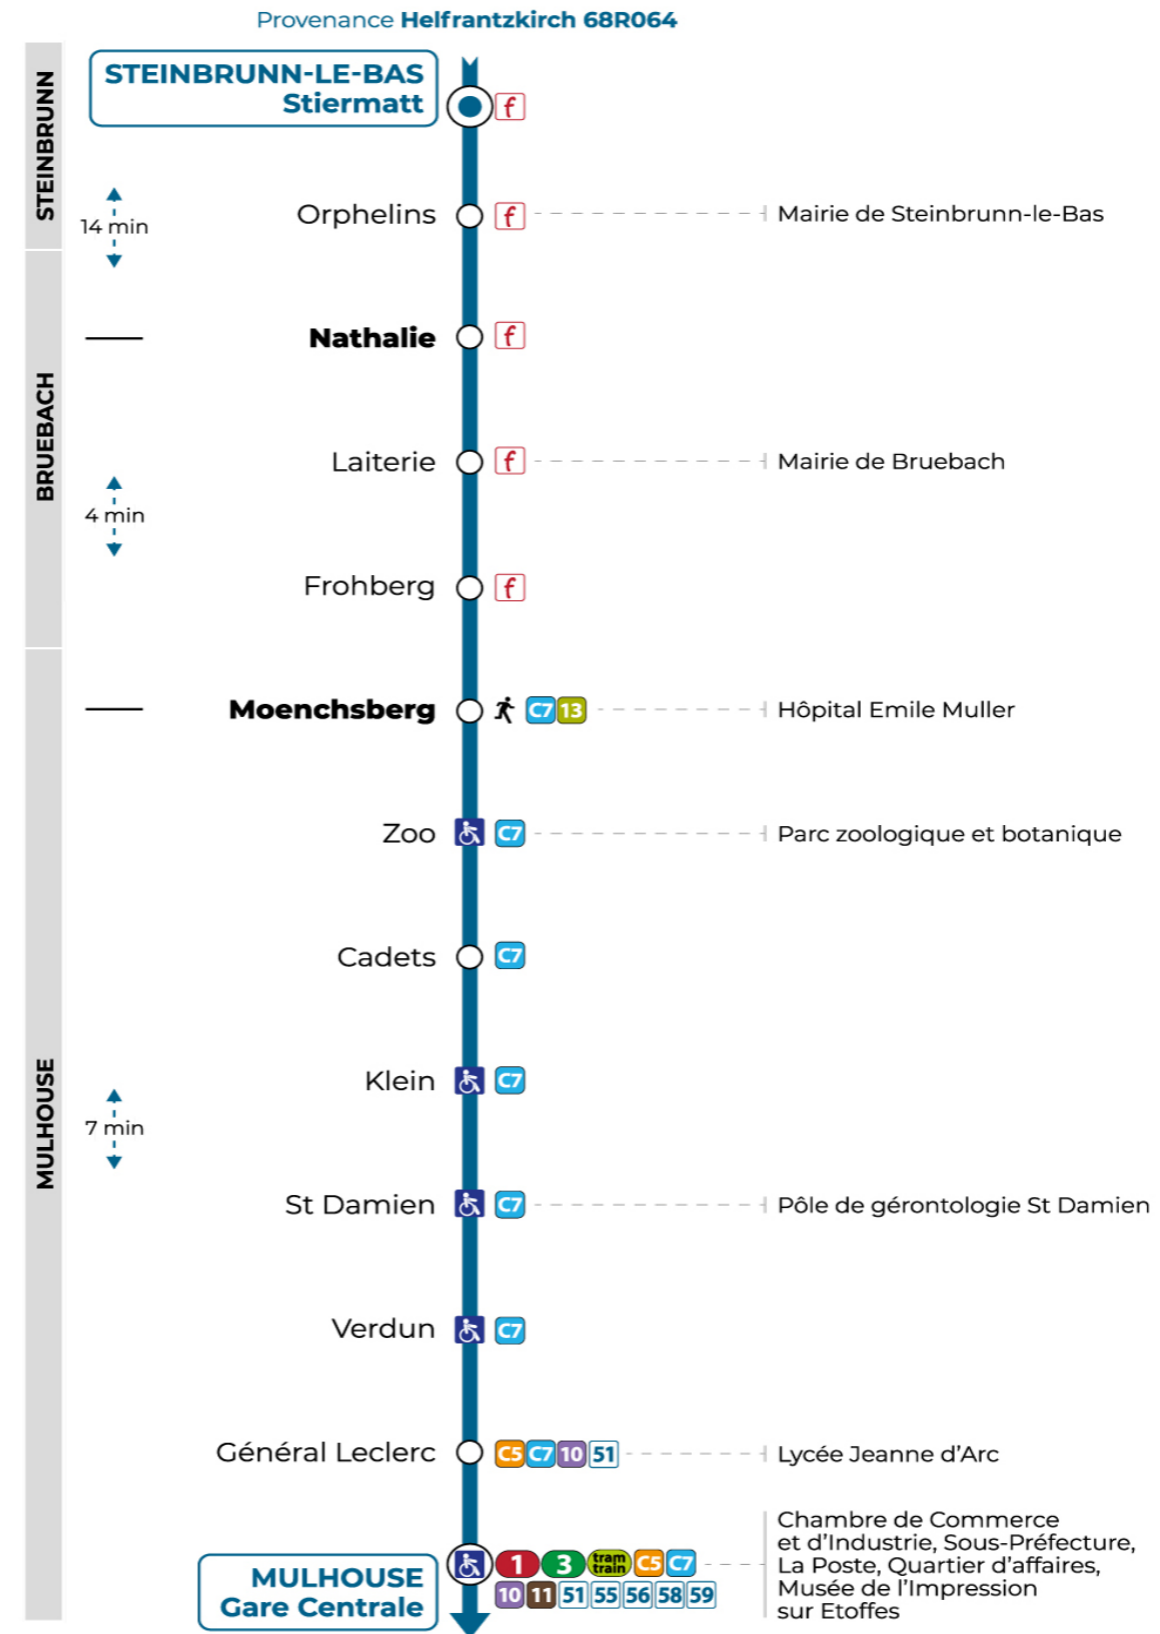 Provenance Helfrantzkirch 68R064
STEINBRUNN
STEINBRUNN-LE-BAS
Stiermatt
f
14 min
Orphelins
f
Mairie de Steinbrunn-le-Bas
BRUEBACH
Nathalie
f
Laiterie
f
Mairie de Bruebach
4 min
Frohberg
f
MULHOUSE
Moenchsberg
C7 13
Hôpital Emile Muller
Zoo
C7
Parc zoologique et botanique
Cadets
C7
Klein
C7
7 min
St Damien
C7
Pôle de gérontologie St Damien
Verdun
C7
Général Leclerc
C5 C7 10 51
Lycée Jeanne d’Arc
MULHOUSE
Gare Centrale
1 3 tram train C5 C7
10 11 51 55 56 58 59
Chambre de Commerce
et d’Industrie, Sous-Préfecture,
La Poste, Quartier d’affaires,
Musée de l’Impression
sur Etoffes